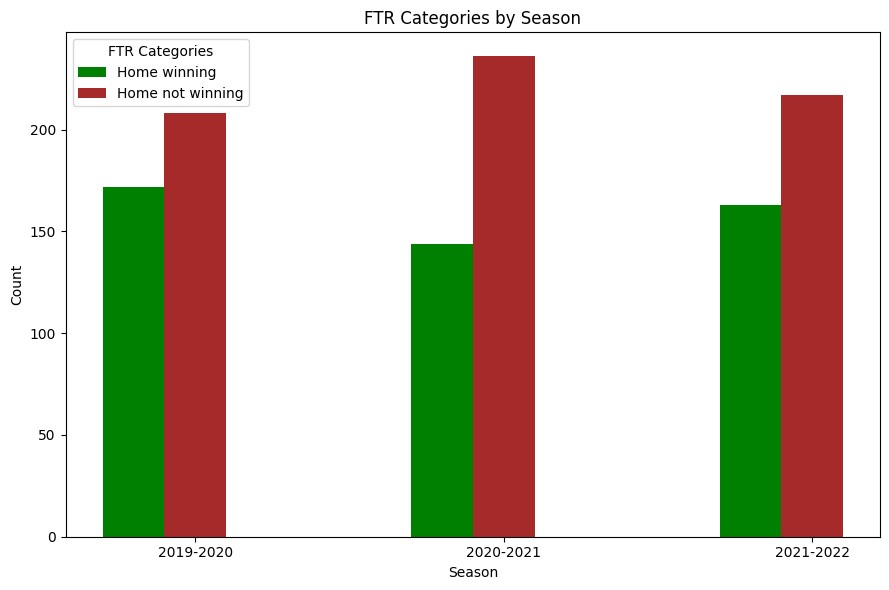 FTR Categories by Season
FTR Categories
Home winning
Home not winning
Count
200
150
100
50
0
2019-2020
2020-2021
2021-2022
Season